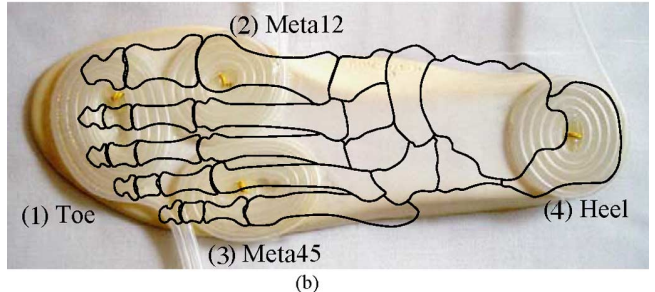 (2) Meta12
(1) Toe
(4) Heel
(3) Meta45
(b)